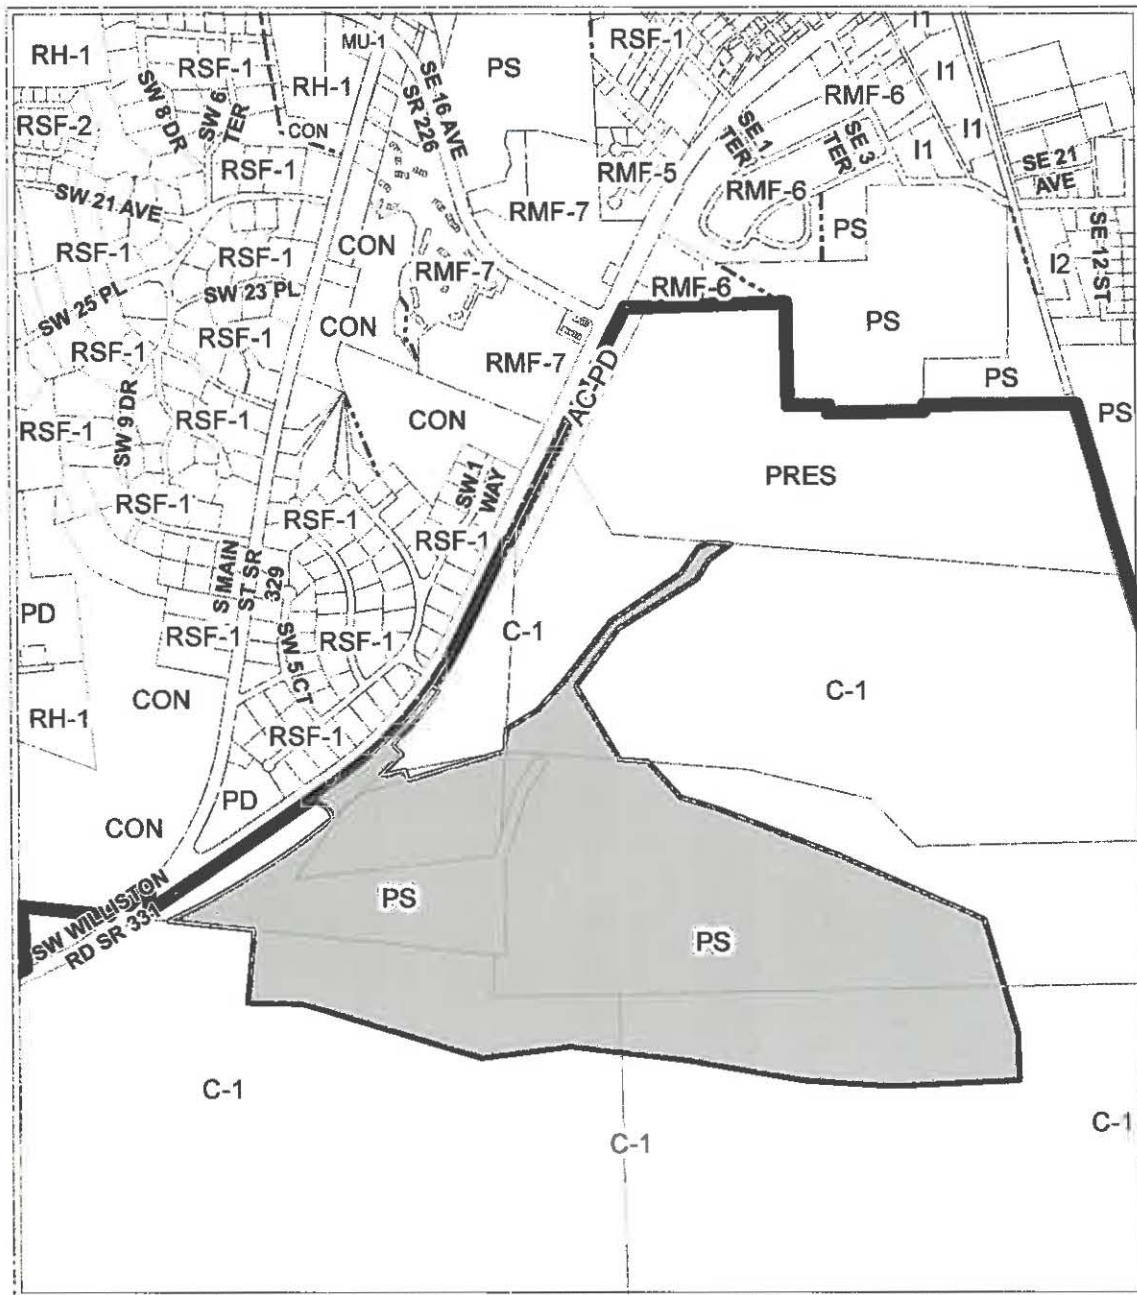 RH-1
RSF-1
MU-1
PS
RSF-1
I1
I1
SW 8 DR
SW 6
TER
RH-1
SE 16 AVE
SR 226
RMF-6
RSF-2
CON
SE 1
TER
SE 3
TER
I1
I1
RSF-1
RMF-5
SE 21
AVE
SW 21 AVE
RMF-7
RMF-6
PS
SE 12 ST
RSF-1
RSF-1
CON
RMF-7
I2
SW 25 PL
SW 23 PL
RMF-6
PS
RSF-1
RSF-1
CON
RMF-7
AC-PD
PS
PS
RSF-1
SW 9 DR
RSF-1
CON
PRES
RSF-1
RSF-1
SW 1
WAY
RSF-1
S MAIN
ST SR
329
PD
RSF-1
SW 5 CT
RSF-1
C-1
CON
C-1
RH-1
RSF-1
PD
CON
PS
PS
SW WILLISTON
RD SR 331
C-1
C-1
C-1